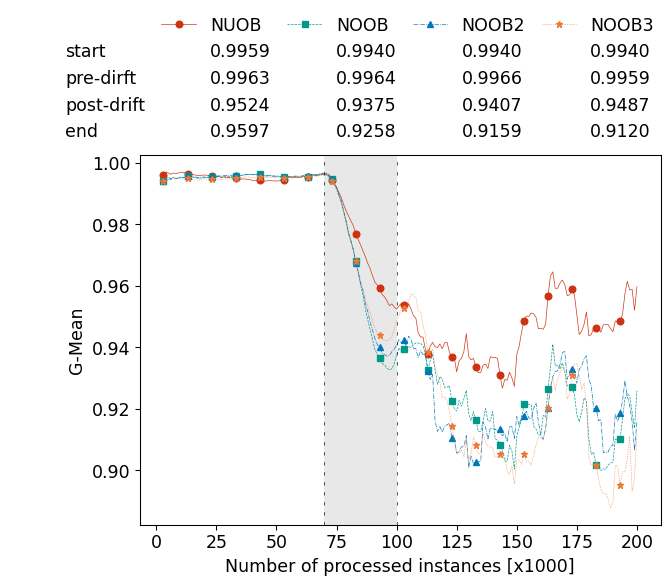 NUOB NOOB NOOB2 NOOB3
start 0.9959 0.9940 0.9940 0.9940
pre-dirft 0.9963 0.9964 0.9966 0.9959
post-drift 0.9524 0.9375 0.9407 0.9487
end 0.9597 0.9258 0.9159 0.9120
1.00
0.98
0.96
0.94
0.92
0.90
G-Mean
0 25 50 75 100 125 150 175 200
Number of processed instances [x1000]